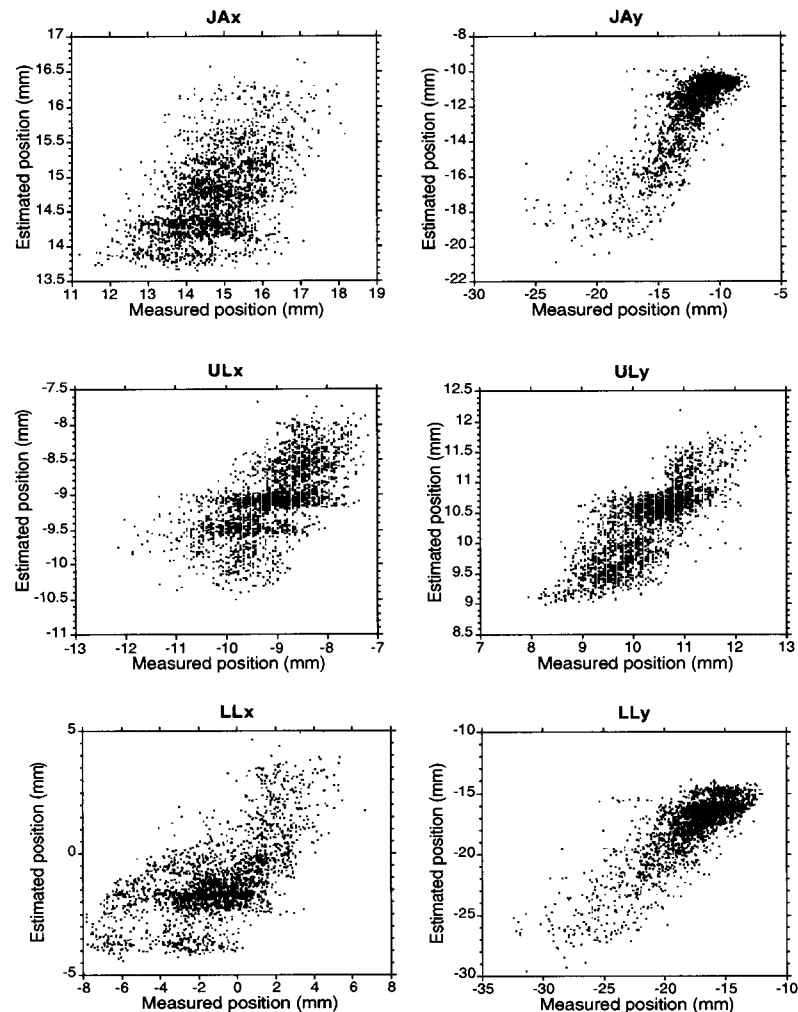 JAx
17
16.5
16
15.5
15
14.5
14
13.5
Estimated position (mm)
11 12 13 14 15 16 17 18 19
Measured position (mm)
JAy
-8
-10
-12
-14
-16
-18
-20
-22
Estimated position (mm)
-30 -25 -20 -15 -10 -5
Measured position (mm)
ULx
-7.5
-8
-8.5
-9
-9.5
-10
-10.5
-11
Estimated position (mm)
-13 -12 -11 -10 -9 -8 -7
Measured position (mm)
ULy
12.5
12
11.5
11
10.5
10
9.5
9
8.5
Estimated position (mm)
7 8 9 10 11 12 13
Measured position (mm)
LLx
5
0
-5
Estimated position (mm)
-8 -6 -4 -2 0 2 4 6 8
Measured position (mm)
LLy
-10
-15
-20
-25
-30
Estimated position (mm)
-35 -30 -25 -20 -15 -10
Measured position (mm)